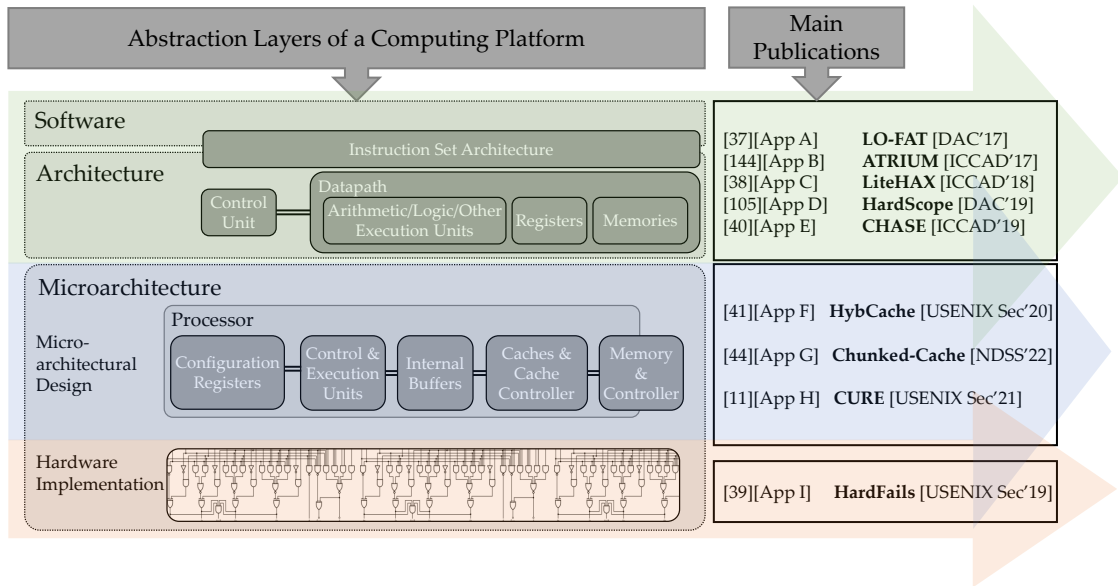 Abstraction Layers of a Computing Platform
Main
Publications
Software
Instruction Set Architecture
Architecture
Control
Unit
Datapath
Arithmetic/Logic/Other
Execution Units
Registers
Memories
[37][App A] LO-FAT [DAC'17]
[144][App B] ATRIUM [ICCAD'17]
[38][App C] LiteHAX [ICCAD'18]
[105][App D] HardScope [DAC'19]
[40][App E] CHASE [ICCAD'19]
Microarchitecture
Micro-
architectural
Design
Processor
Configuration
Registers
Control &
Execution
Units
Internal
Buffers
Caches &
Cache
Controller
Memory
&
Controller
[41][App F] HybCache [USENIX Sec'20]
[44][App G] Chunked-Cache [NDSS'22]
[11][App H] CURE [USENIX Sec'21]
Hardware
Implementation
[39][App I] HardFails [USENIX Sec'19]